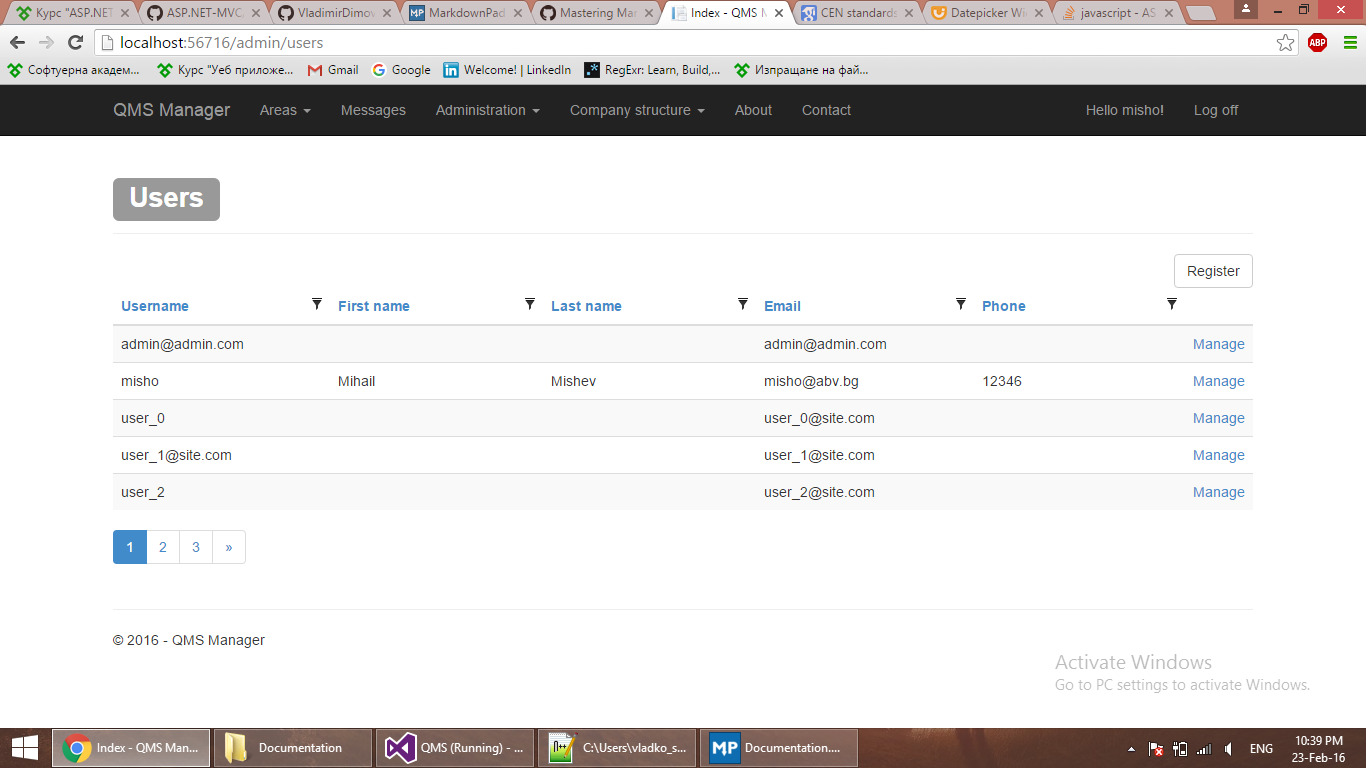 Курс "ASP.NET ASP.NET-MVC VladimirDimov MarkdownPad Mastering Mar Index - QMS M CEN standards Datepicker Wi javascript - AS
localhost:56716/admin/users ABP
Софтуерна академ... Курс "Уеб приложе... Gmail Google Welcome! | LinkedIn RegExr: Learn, Build,... Изпращане на фай...
QMS Manager Areas Messages Administration Company structure About Contact Hello misho! Log off
Users
Register
Username First name Last name Email Phone
admin@admin.com admin@admin.com Manage
misho Mihail Mishev misho@abv.bg 12346 Manage
user_0 user_0@site.com Manage
user_1@site.com user_1@site.com Manage
user_2 user_2@site.com Manage
1 2 3 »
© 2016 - QMS Manager
Activate Windows
Go to PC settings to activate Windows.
Index - QMS Man... Documentation QMS (Running) - ... C:\Users\vladko_s... MP Documentation.... ENG 10:39 PM
23-Feb-16